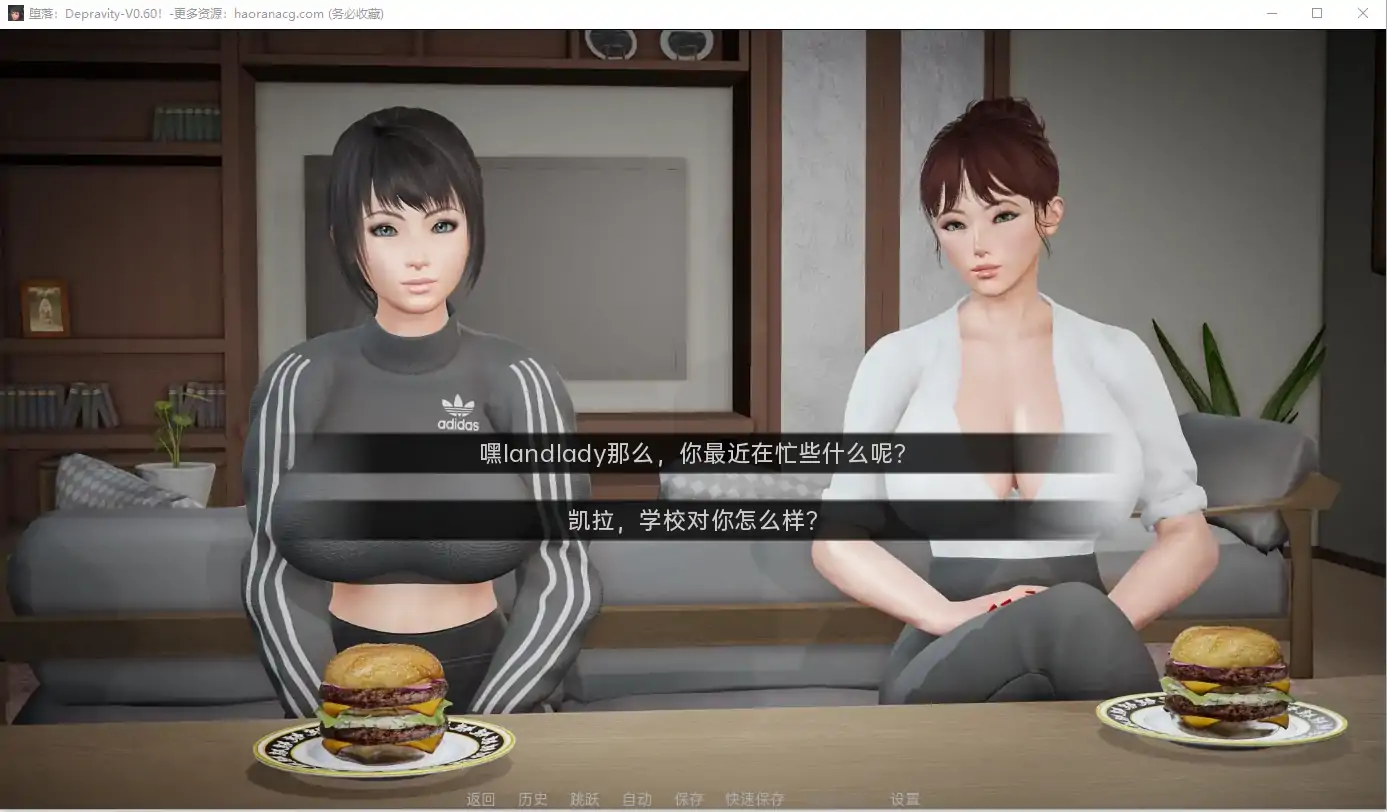 堕落：Depravity-V0.60！-更多资源：haoranacg.com (务必收藏)
adidas
嘿landlady那么，你最近在忙些什么呢？
凯拉，学校对你怎么样？
返回 历史 跳跃 自动 保存 快速保存 设置